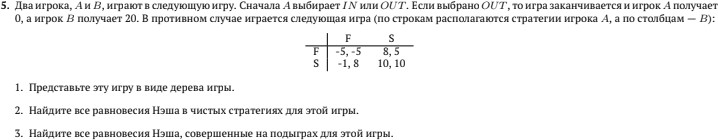 5. Два игрока, A и B, играют в следующую игру. Сначала A выбирает IN или OUT. Если выбрано OUT, то игра заканчивается и игрок A получает
0, а игрок B получает 20. В противном случае играется следующая игра (по строкам располагаются стратегии игрока A, а по столбцам — B):
F S
F -5, -5 8, 5
S -1, 8 10, 10
1. Представьте эту игру в виде дерева игры.
2. Найдите все равновесия Нэша в чистых стратегиях для этой игры.
3. Найдите все равновесия Нэша, совершенные на подыграх для этой игры.